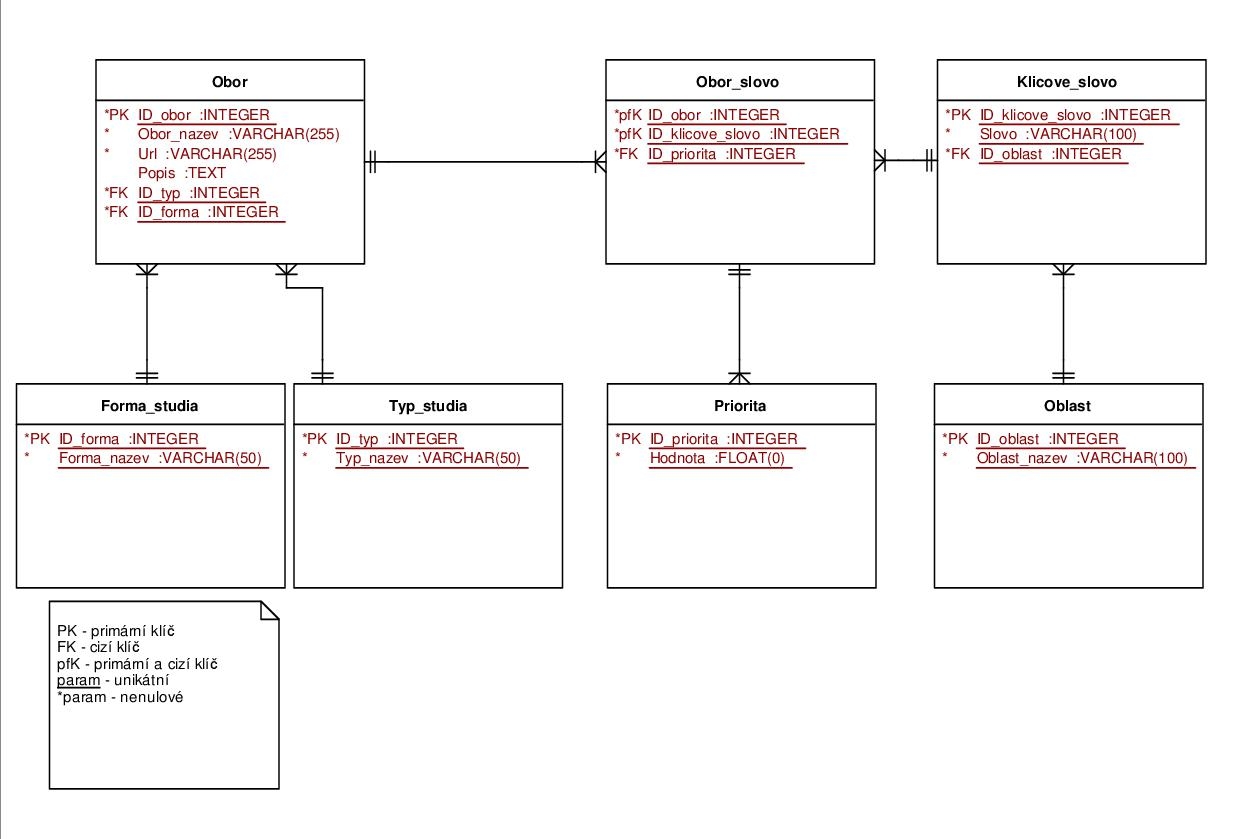 Obor
*PK ID_obor :INTEGER
* Obor_nazev :VARCHAR(255)
* Url :VARCHAR(255)
Popis :TEXT
*FK ID_typ :INTEGER
*FK ID_forma :INTEGER
Obor_slovo
*pfK ID_obor :INTEGER
*pfK ID_klicove_slovo :INTEGER
*FK ID_priorita :INTEGER
Klicove_slovo
*PK ID_klicove_slovo :INTEGER
* Slovo :VARCHAR(100)
*FK ID_oblast :INTEGER
Forma_studia
*PK ID_forma :INTEGER
* Forma_nazev :VARCHAR(50)
Typ_studia
*PK ID_typ :INTEGER
* Typ_nazev :VARCHAR(50)
Priorita
*PK ID_priorita :INTEGER
* Hodnota :FLOAT(0)
Oblast
*PK ID_oblast :INTEGER
* Oblast_nazev :VARCHAR(100)
PK - primární klíč
FK - cizí klíč
pfK - primární a cizí klíč
param - unikátní
*param - nenulové